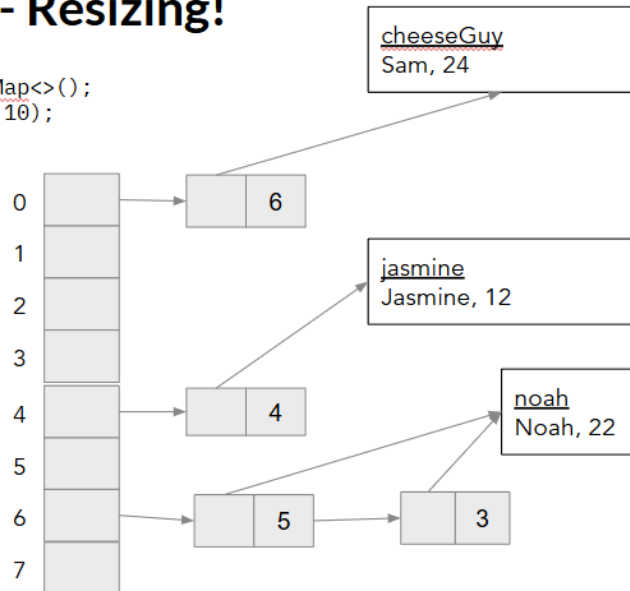 - Resizing!
Map<>();
10);
cheeseGuy
Sam, 24
0
6
1
jasmine
Jasmine, 12
2
3
4
4
noah
Noah, 22
5
6
5
3
7